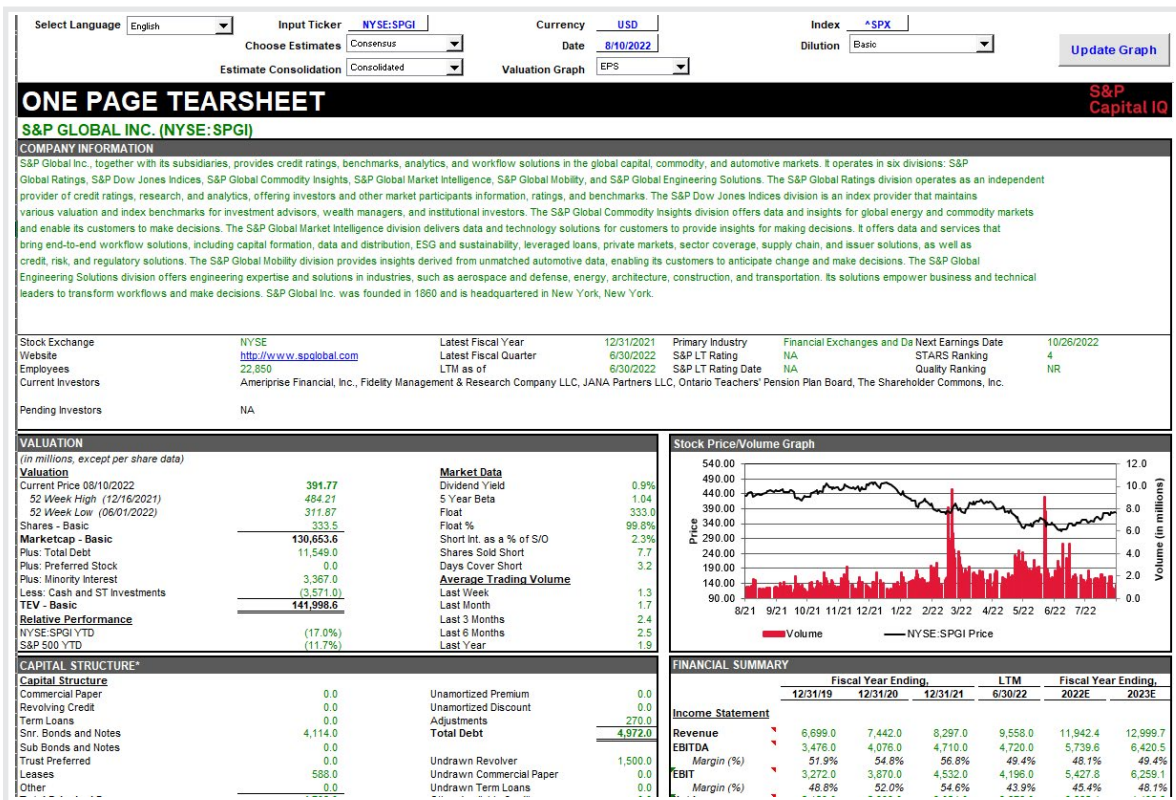 Select Language English Input Ticker NYSE:SPGI Currency USD Index ^SPX
Choose Estimates Consensus Date 8/10/2022 Dilution Basic Update Graph
Estimate Consolidation Consolidated Valuation Graph EPS
ONE PAGE TEARSHEET S&P Capital IQ
S&P GLOBAL INC. (NYSE:SPGI)
COMPANY INFORMATION
S&P Global Inc., together with its subsidiaries, provides credit ratings, benchmarks, analytics, and workflow solutions in the global capital, commodity, and automotive markets. It operates in six divisions: S&P
Global Ratings, S&P Dow Jones Indices, S&P Global Commodity Insights, S&P Global Market Intelligence, S&P Global Mobility, and S&P Global Engineering Solutions. The S&P Global Ratings division operates as an independent
provider of credit ratings, research, and analytics, offering investors and other market participants information, ratings, and benchmarks. The S&P Dow Jones Indices division is an index provider that maintains
various valuation and index benchmarks for investment advisors, wealth managers, and institutional investors. The S&P Global Commodity Insights division offers data and insights for global energy and commodity markets
and enable its customers to make decisions. The S&P Global Market Intelligence division delivers data and technology solutions for customers to provide insights for making decisions. It offers data and services that
bring end-to-end workflow solutions, including capital formation, data and distribution, ESG and sustainability, leveraged loans, private markets, sector coverage, supply chain, and issuer solutions, as well as
credit, risk, and regulatory solutions. The S&P Global Mobility division provides insights derived from unmatched automotive data, enabling its customers to anticipate change and make decisions. The S&P Global
Engineering Solutions division offers engineering expertise and solutions in industries, such as aerospace and defense, energy, architecture, construction, and transportation. Its solutions empower business and technical
leaders to transform workflows and make decisions. S&P Global Inc. was founded in 1860 and is headquartered in New York, New York.
Stock Exchange NYSE Latest Fiscal Year 12/31/2021 Primary Industry Financial Exchanges and Da Next Earnings Date 10/26/2022
Website http://www.spglobal.com Latest Fiscal Quarter 6/30/2022 S&P LT Rating NA STARS Ranking 4
Employees 22,850 LTM as of 6/30/2022 S&P LT Rating Date NA Quality Ranking NR
Current Investors Ameriprise Financial, Inc., Fidelity Management & Research Company LLC, JANA Partners LLC, Ontario Teachers' Pension Plan Board, The Shareholder Commons, Inc.
Pending Investors NA
VALUATION
(in millions, except per share data)
Valuation Market Data
Current Price 08/10/2022 391.77 Dividend Yield 0.9%
52 Week High (12/16/2021) 484.21 5 Year Beta 1.04
52 Week Low (06/01/2022) 311.87 Float 333.0
Shares - Basic 333.5 Float % 99.8%
Marketcap - Basic 130,653.6 Short Int. as a % of S/O 2.3%
Plus: Total Debt 11,549.0 Shares Sold Short 7.7
Plus: Preferred Stock 0.0 Days Cover Short 3.2
Plus: Minority Interest 3,367.0 Average Trading Volume
Less: Cash and ST Investments (3,571.0) Last Week 1.3
TEV - Basic 141,998.6 Last Month 1.7
Relative Performance Last 3 Months 2.4
NYSE:SPGI YTD (17.0%) Last 6 Months 2.5
S&P 500 YTD (11.7%) Last Year 1.9
Stock Price/Volume Graph
540.00 12.0
490.00 10.0
440.00
390.00 8.0
340.00 6.0
290.00
240.00 4.0
190.00
140.00 2.0
90.00 0.0
Price
Volume (in millions)
8/21 9/21 10/21 11/21 12/21 1/22 2/22 3/22 4/22 5/22 6/22 7/22
Volume NYSE:SPGI Price
CAPITAL STRUCTURE*
Capital Structure
Commercial Paper 0.0 Unamortized Premium 0.0
Revolving Credit 0.0 Unamortized Discount 0.0
Term Loans 0.0 Adjustments 270.0
Snr. Bonds and Notes 4,114.0 Total Debt 4,972.0
Sub Bonds and Notes 0.0
Trust Preferred 0.0 Undrawn Revolver 1,500.0
Leases 588.0 Undrawn Commercial Paper 0.0
Other 0.0 Undrawn Term Loans 0.0
FINANCIAL SUMMARY
Fiscal Year Ending, LTM Fiscal Year Ending,
12/31/19 12/31/20 12/31/21 6/30/22 2022E 2023E
Income Statement
Revenue 6,699.0 7,442.0 8,297.0 9,558.0 11,942.4 12,999.7
EBITDA 3,476.0 4,076.0 4,710.0 4,720.0 5,739.6 6,420.5
Margin (%) 51.9% 54.8% 56.8% 49.4% 48.1% 49.4%
EBIT 3,272.0 3,870.0 4,532.0 4,196.0 5,427.8 6,259.1
Margin (%) 48.8% 52.0% 54.6% 43.9% 45.4% 48.1%